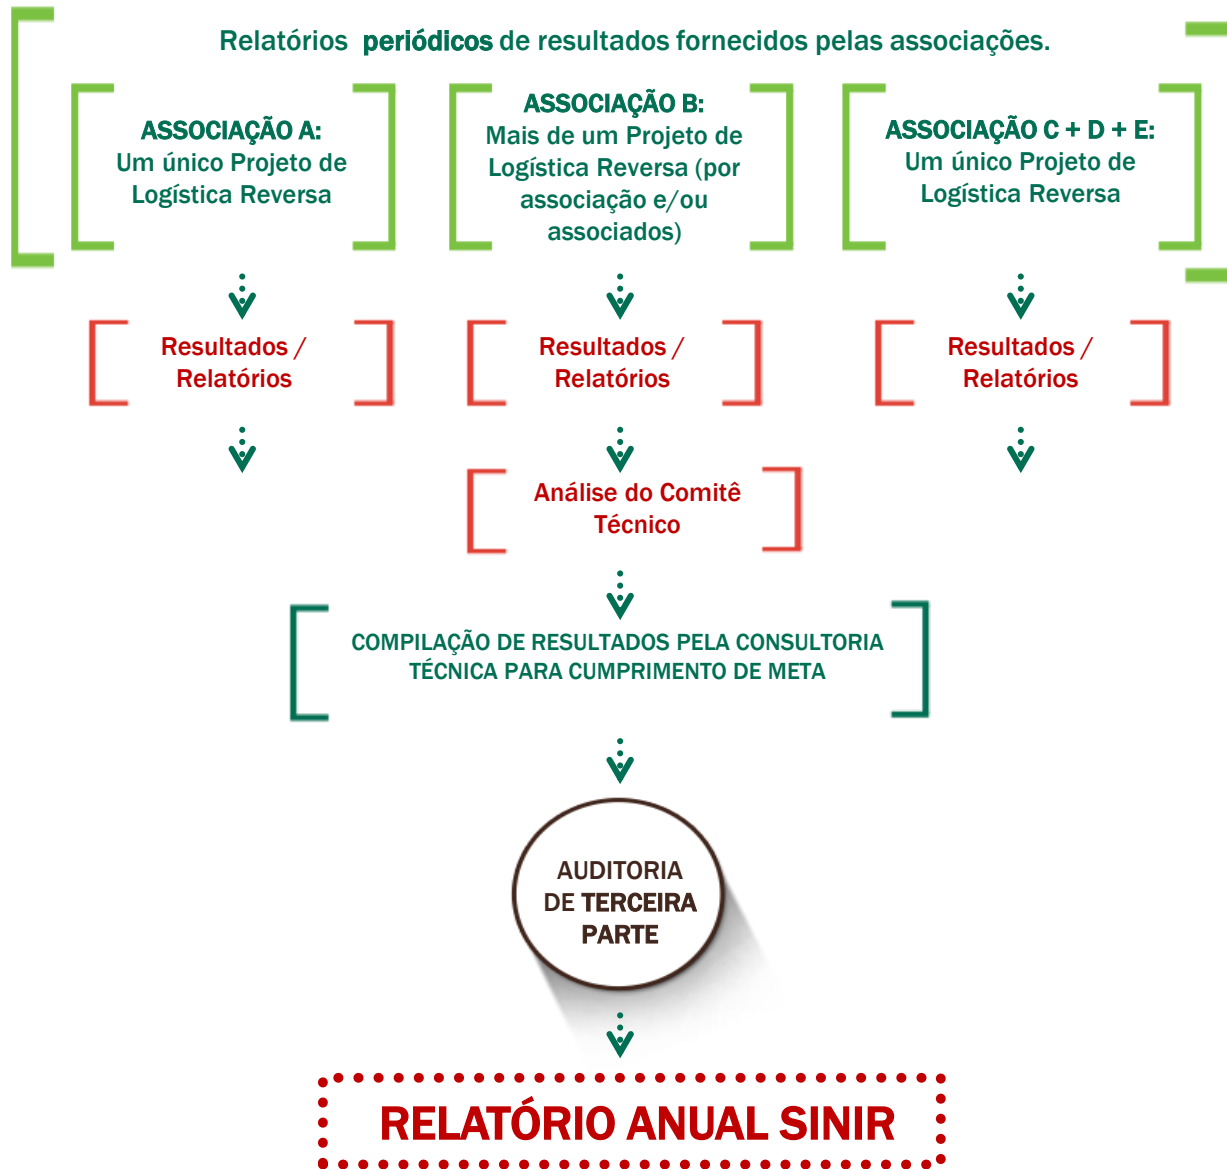 Relatórios periódicos de resultados fornecidos pelas associações.
ASSOCIAÇÃO A:
Um único Projeto de
Logística Reversa
ASSOCIAÇÃO B:
Mais de um Projeto de
Logística Reversa (por
associação e/ou
associados)
ASSOCIAÇÃO C + D + E:
Um único Projeto de
Logística Reversa
Resultados /
Relatórios
Resultados /
Relatórios
Resultados /
Relatórios
Análise do Comitê
Técnico
COMPILAÇÃO DE RESULTADOS PELA CONSULTORIA
TÉCNICA PARA CUMPRIMENTO DE META
AUDITORIA
DE TERCEIRA
PARTE
RELATÓRIO ANUAL SINIR